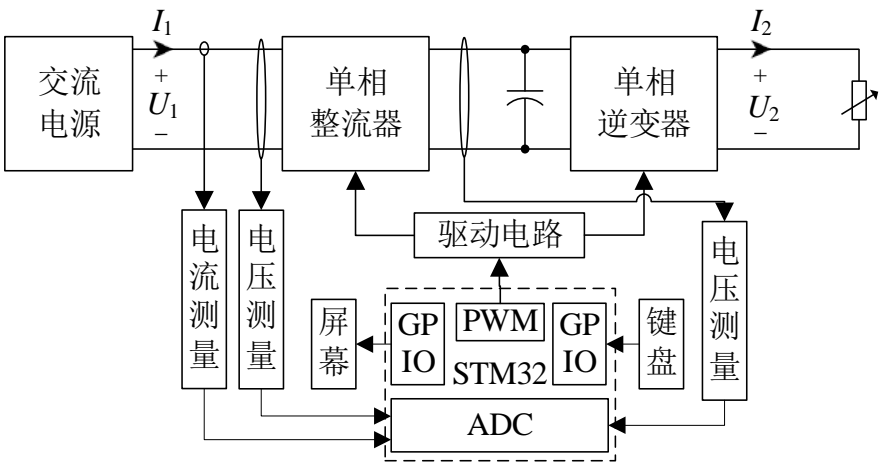 I1
I2
交流
电源
+
U1
−
单相
整流器
单相
逆变器
+
U2
−
电流测量
电压测量
驱动电路
电压测量
屏幕
GP
IO
PWM
GP
IO
键盘
STM32
ADC